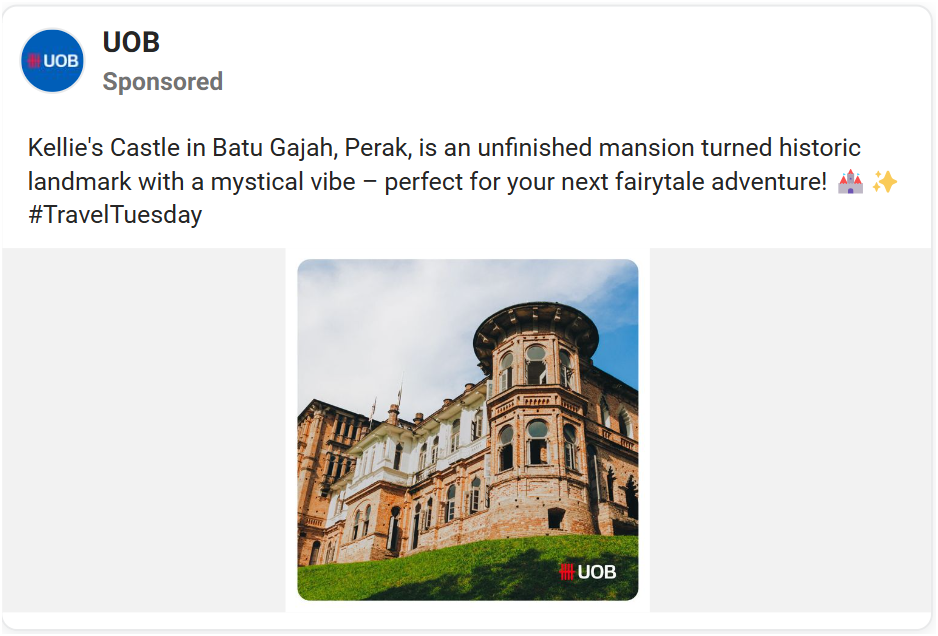 UOB
UOB
Sponsored
Kellie's Castle in Batu Gajah, Perak, is an unfinished mansion turned historic
landmark with a mystical vibe – perfect for your next fairytale adventure! 🏰 ✨
#TravelTuesday
UOB